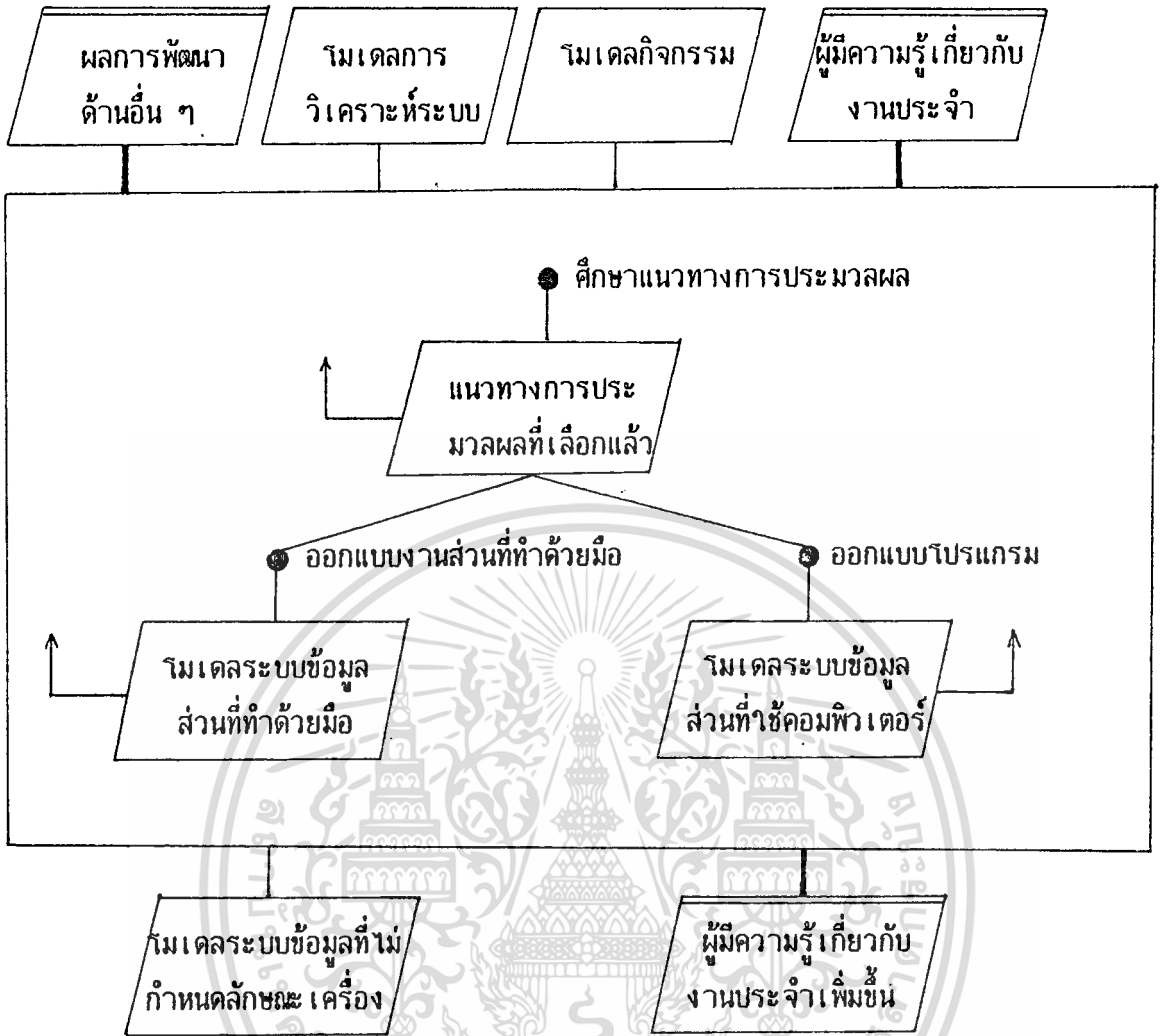 ผลการพัฒนา
ด้านอื่น ๆ
โมเดลการ
วิเคราะห์ระบบ
โมเดลกิจกรรม
ผู้มีความรู้เกี่ยวกับ
งานประจำ
ศึกษาแนวทางการประมวลผล
แนวทางการประ
มวลผลที่เลือกแล้ว
ออกแบบงานส่วนที่ทำด้วยมือ
ออกแบบโปรแกรม
โมเดลระบบข้อมูล
ส่วนที่ทำด้วยมือ
โมเดลระบบข้อมูล
ส่วนที่ใช้คอมพิวเตอร์
โมเดลระบบข้อมูลที่ไม่
กำหนดลักษณะเครื่อง
ผู้มีความรู้เกี่ยวกับ
งานประจำเพิ่มขึ้น